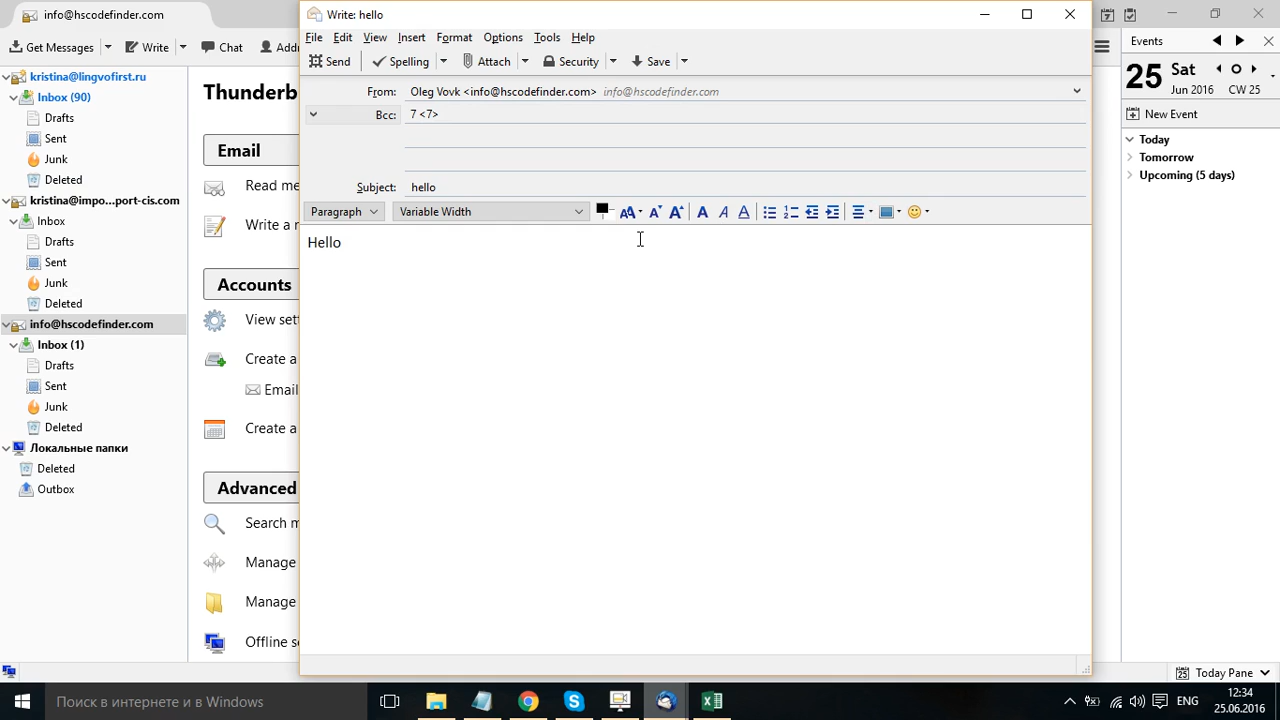 info@hscodefinder.com
Get Messages
Write
Chat
Addr
kristina@lingvofirst.ru
Inbox (90)
Drafts
Sent
Junk
Deleted
kristina@impo...port-cis.com
Inbox
Drafts
Sent
Junk
Deleted
info@hscodefinder.com
Inbox (1)
Drafts
Sent
Junk
Deleted
Локальные папки
Deleted
Outbox
Thunderb
Email
Read me
Write a n
Accounts
View sett
Create a
Email
Create a
Advanced
Search m
Manage
Manage
Offline se
Write: hello
File Edit View Insert Format Options Tools Help
Send Spelling Attach Security Save
From: Oleg Vovk <info@hscodefinder.com> info@hscodefinder.com
Bcc: 7 <7>
Subject: hello
Paragraph Variable Width
Hello
Events
25 Sat
Jun 2016 CW 25
New Event
Today
Tomorrow
Upcoming (5 days)
Today Pane
Поиск в интернете и в Windows
ENG
12:34
25.06.2016